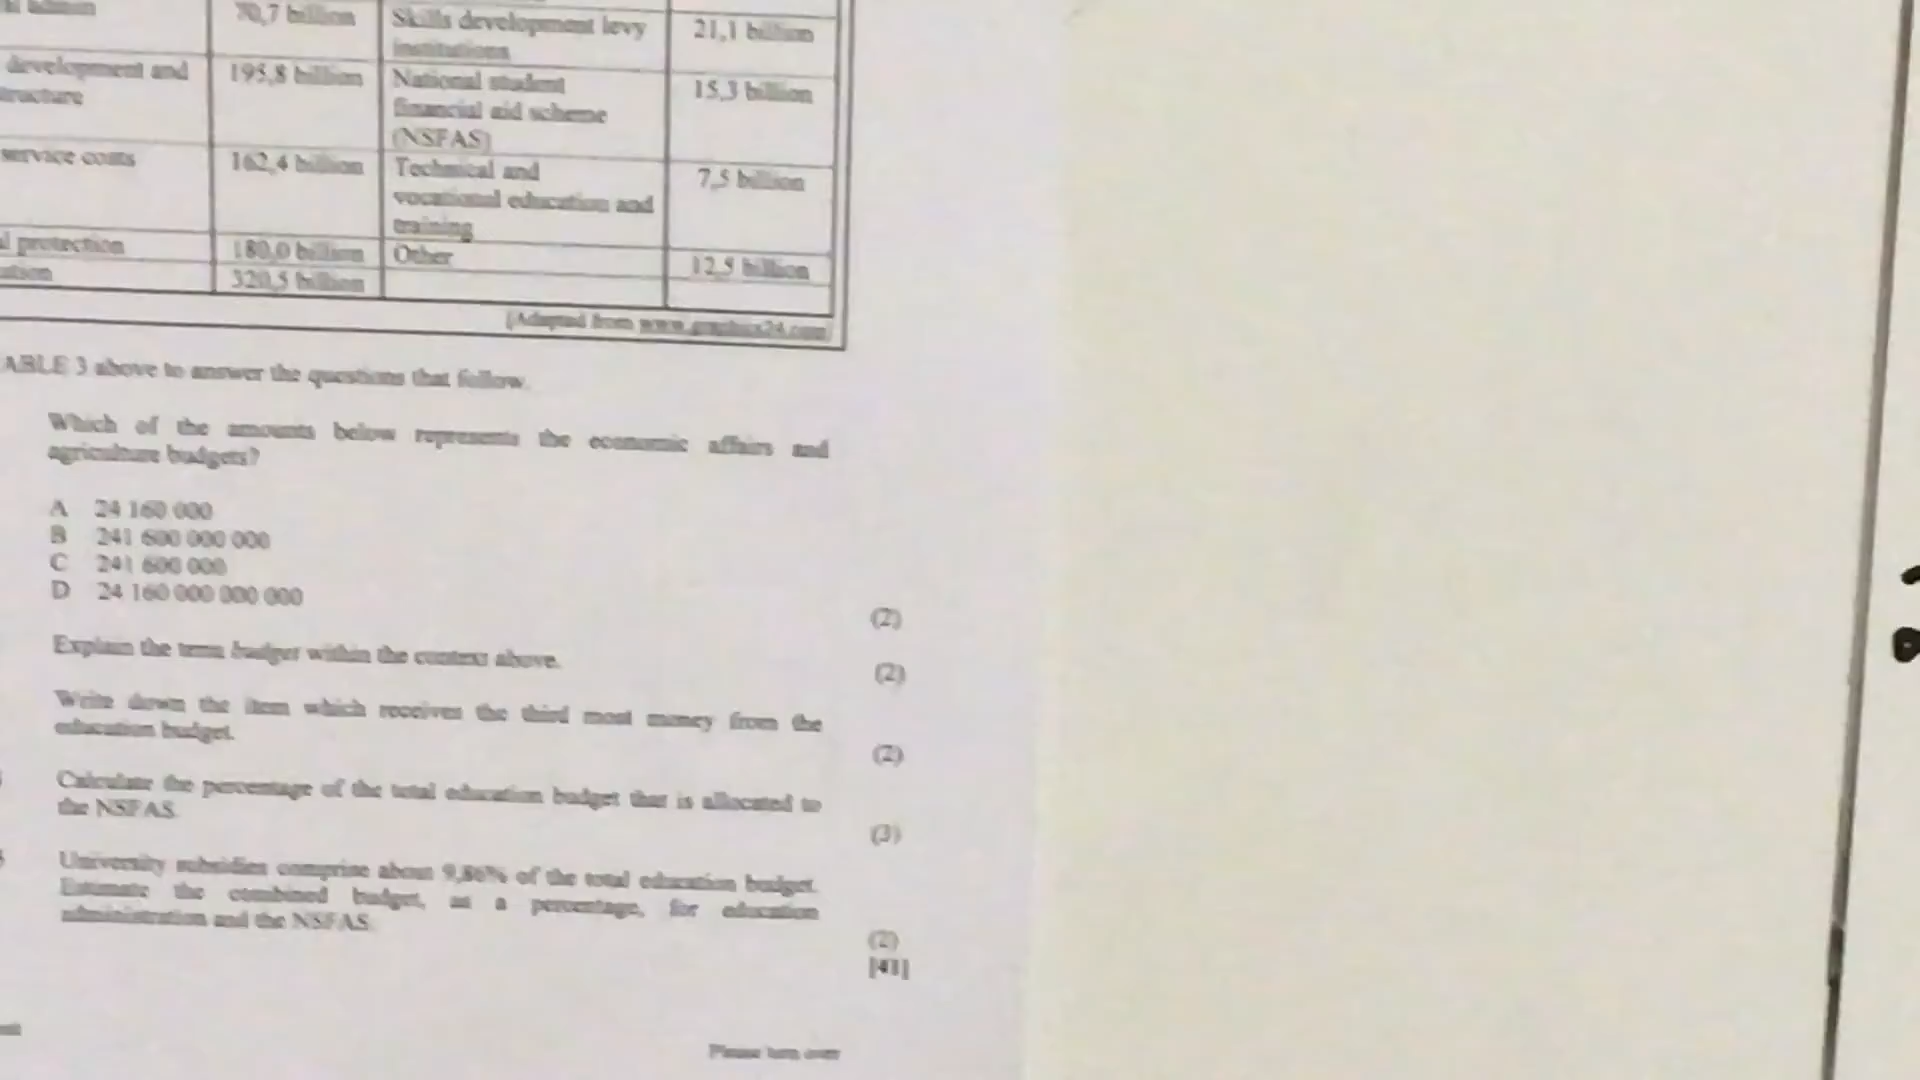 70,7 billion Skills development levy 21,1 billion
institutions
development and 195,8 billion National student 15,3 billion
tructure financial aid scheme
(NSFAS)
service costs 162,4 billion Technical and 7,5 billion
vocational education and
training
l protection 180,0 billion Other 12,5 billion
ation 320,5 billion
(Adapted from www.graphics24.com)
ABLE 3 above to answer the questions that follow.
Which of the amounts below represents the economic affairs and
agriculture budgets?
A 24 160 000
B 241 600 000 000
C 241 600 000
D 24 160 000 000 000
(2)
Explain the term budget within the context above.
(2)
Write down the item which receives the third most money from the
education budget.
(2)
Calculate the percentage of the total education budget that is allocated to
the NSFAS.
(3)
University subsidies comprise about 9,86% of the total education budget.
Estimate the combined budget, as a percentage, for education
administration and the NSFAS.
(2)
[41]
Please turn over